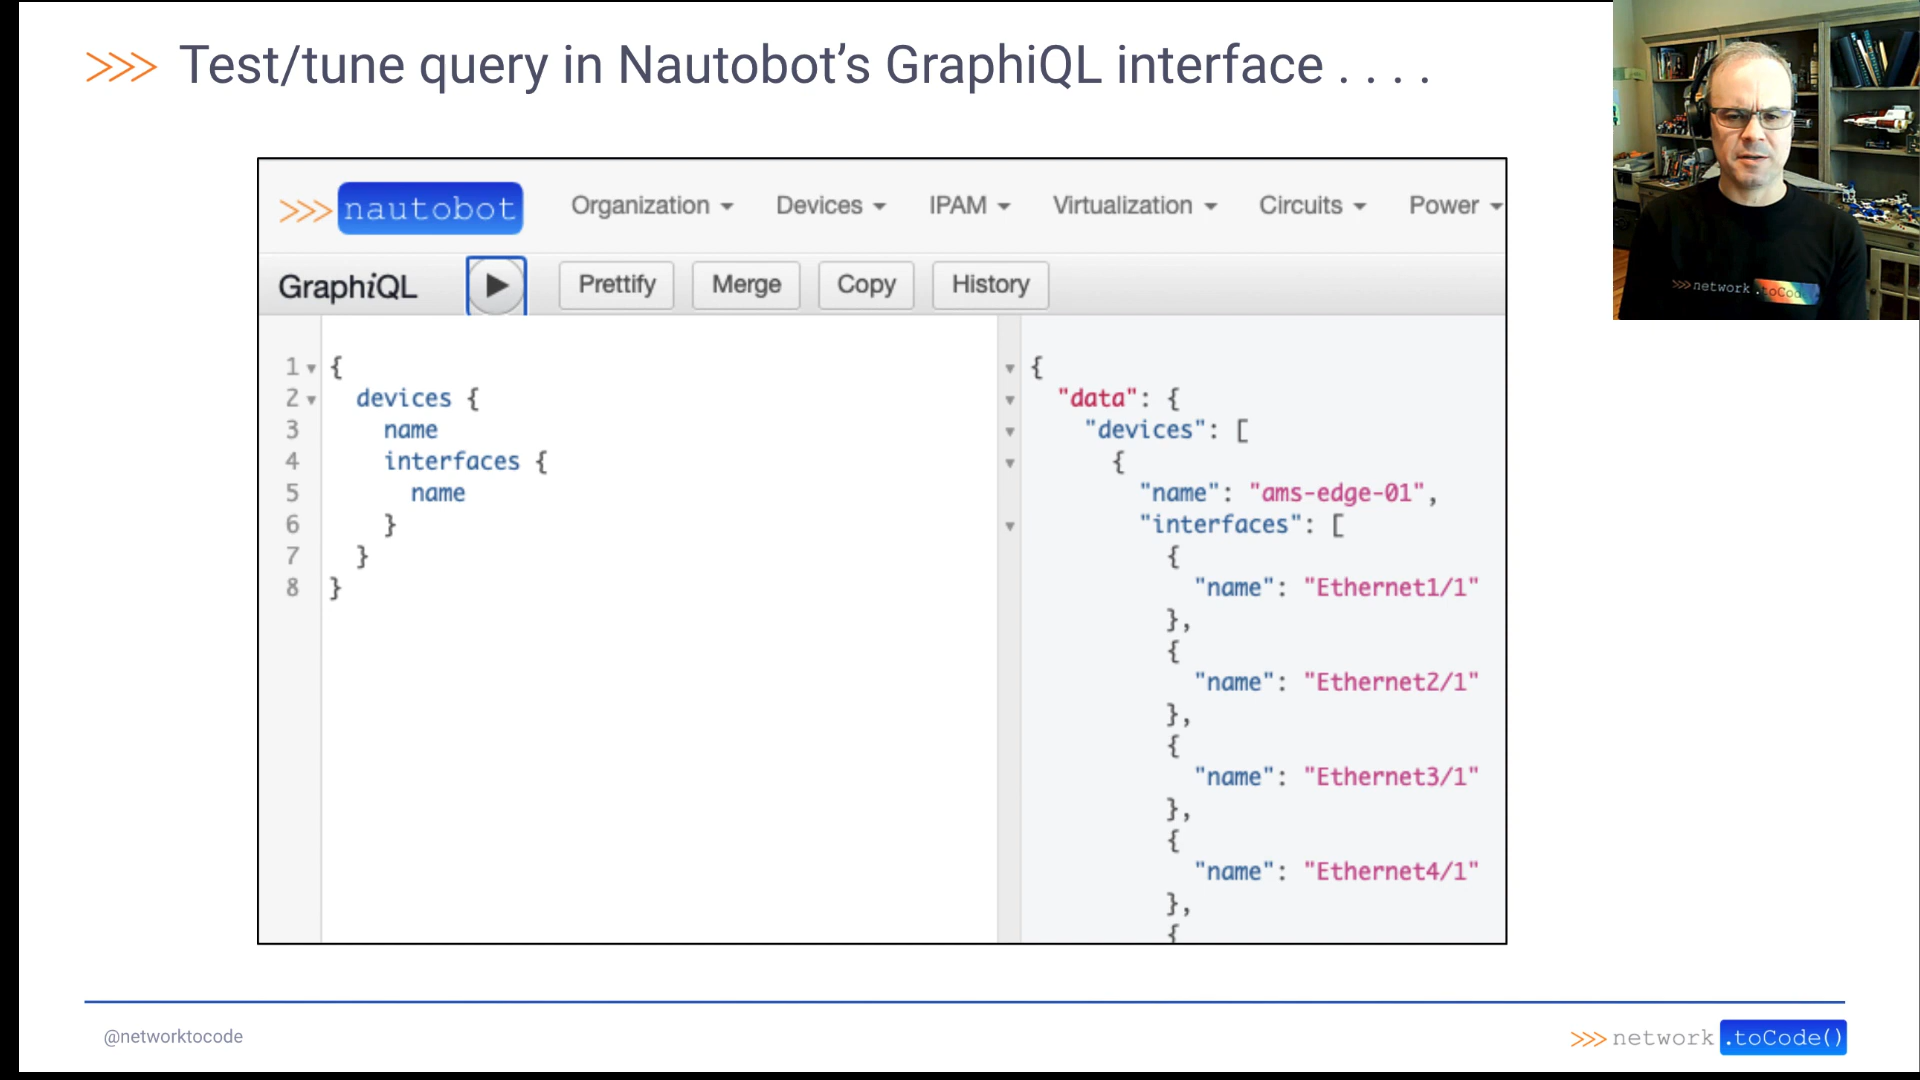 >>> Test/tune query in Nautobot’s GraphiQL interface . . . .
>>> nautobot Organization Devices IPAM Virtualization Circuits Power
GraphiQL Prettify Merge Copy History
1 {
2 devices {
3 name
4 interfaces {
5 name
6 }
7 }
8 }
{
"data": {
"devices": [
{
"name": "ams-edge-01",
"interfaces": [
{
"name": "Ethernet1/1"
},
{
"name": "Ethernet2/1"
},
{
"name": "Ethernet3/1"
},
{
"name": "Ethernet4/1"
},
{
>>> network .toCode()
@networktocode
>>> network .toCode()